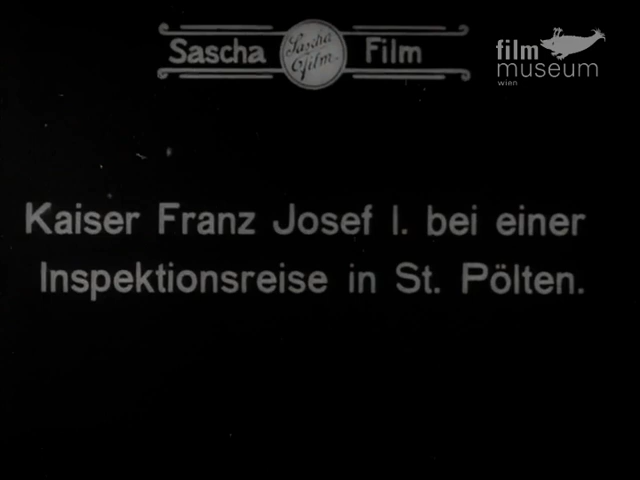 Sascha Sascha Film Film
film
museum
wien
Kaiser Franz Josef I. bei einer
Inspektionsreise in St. Pölten.